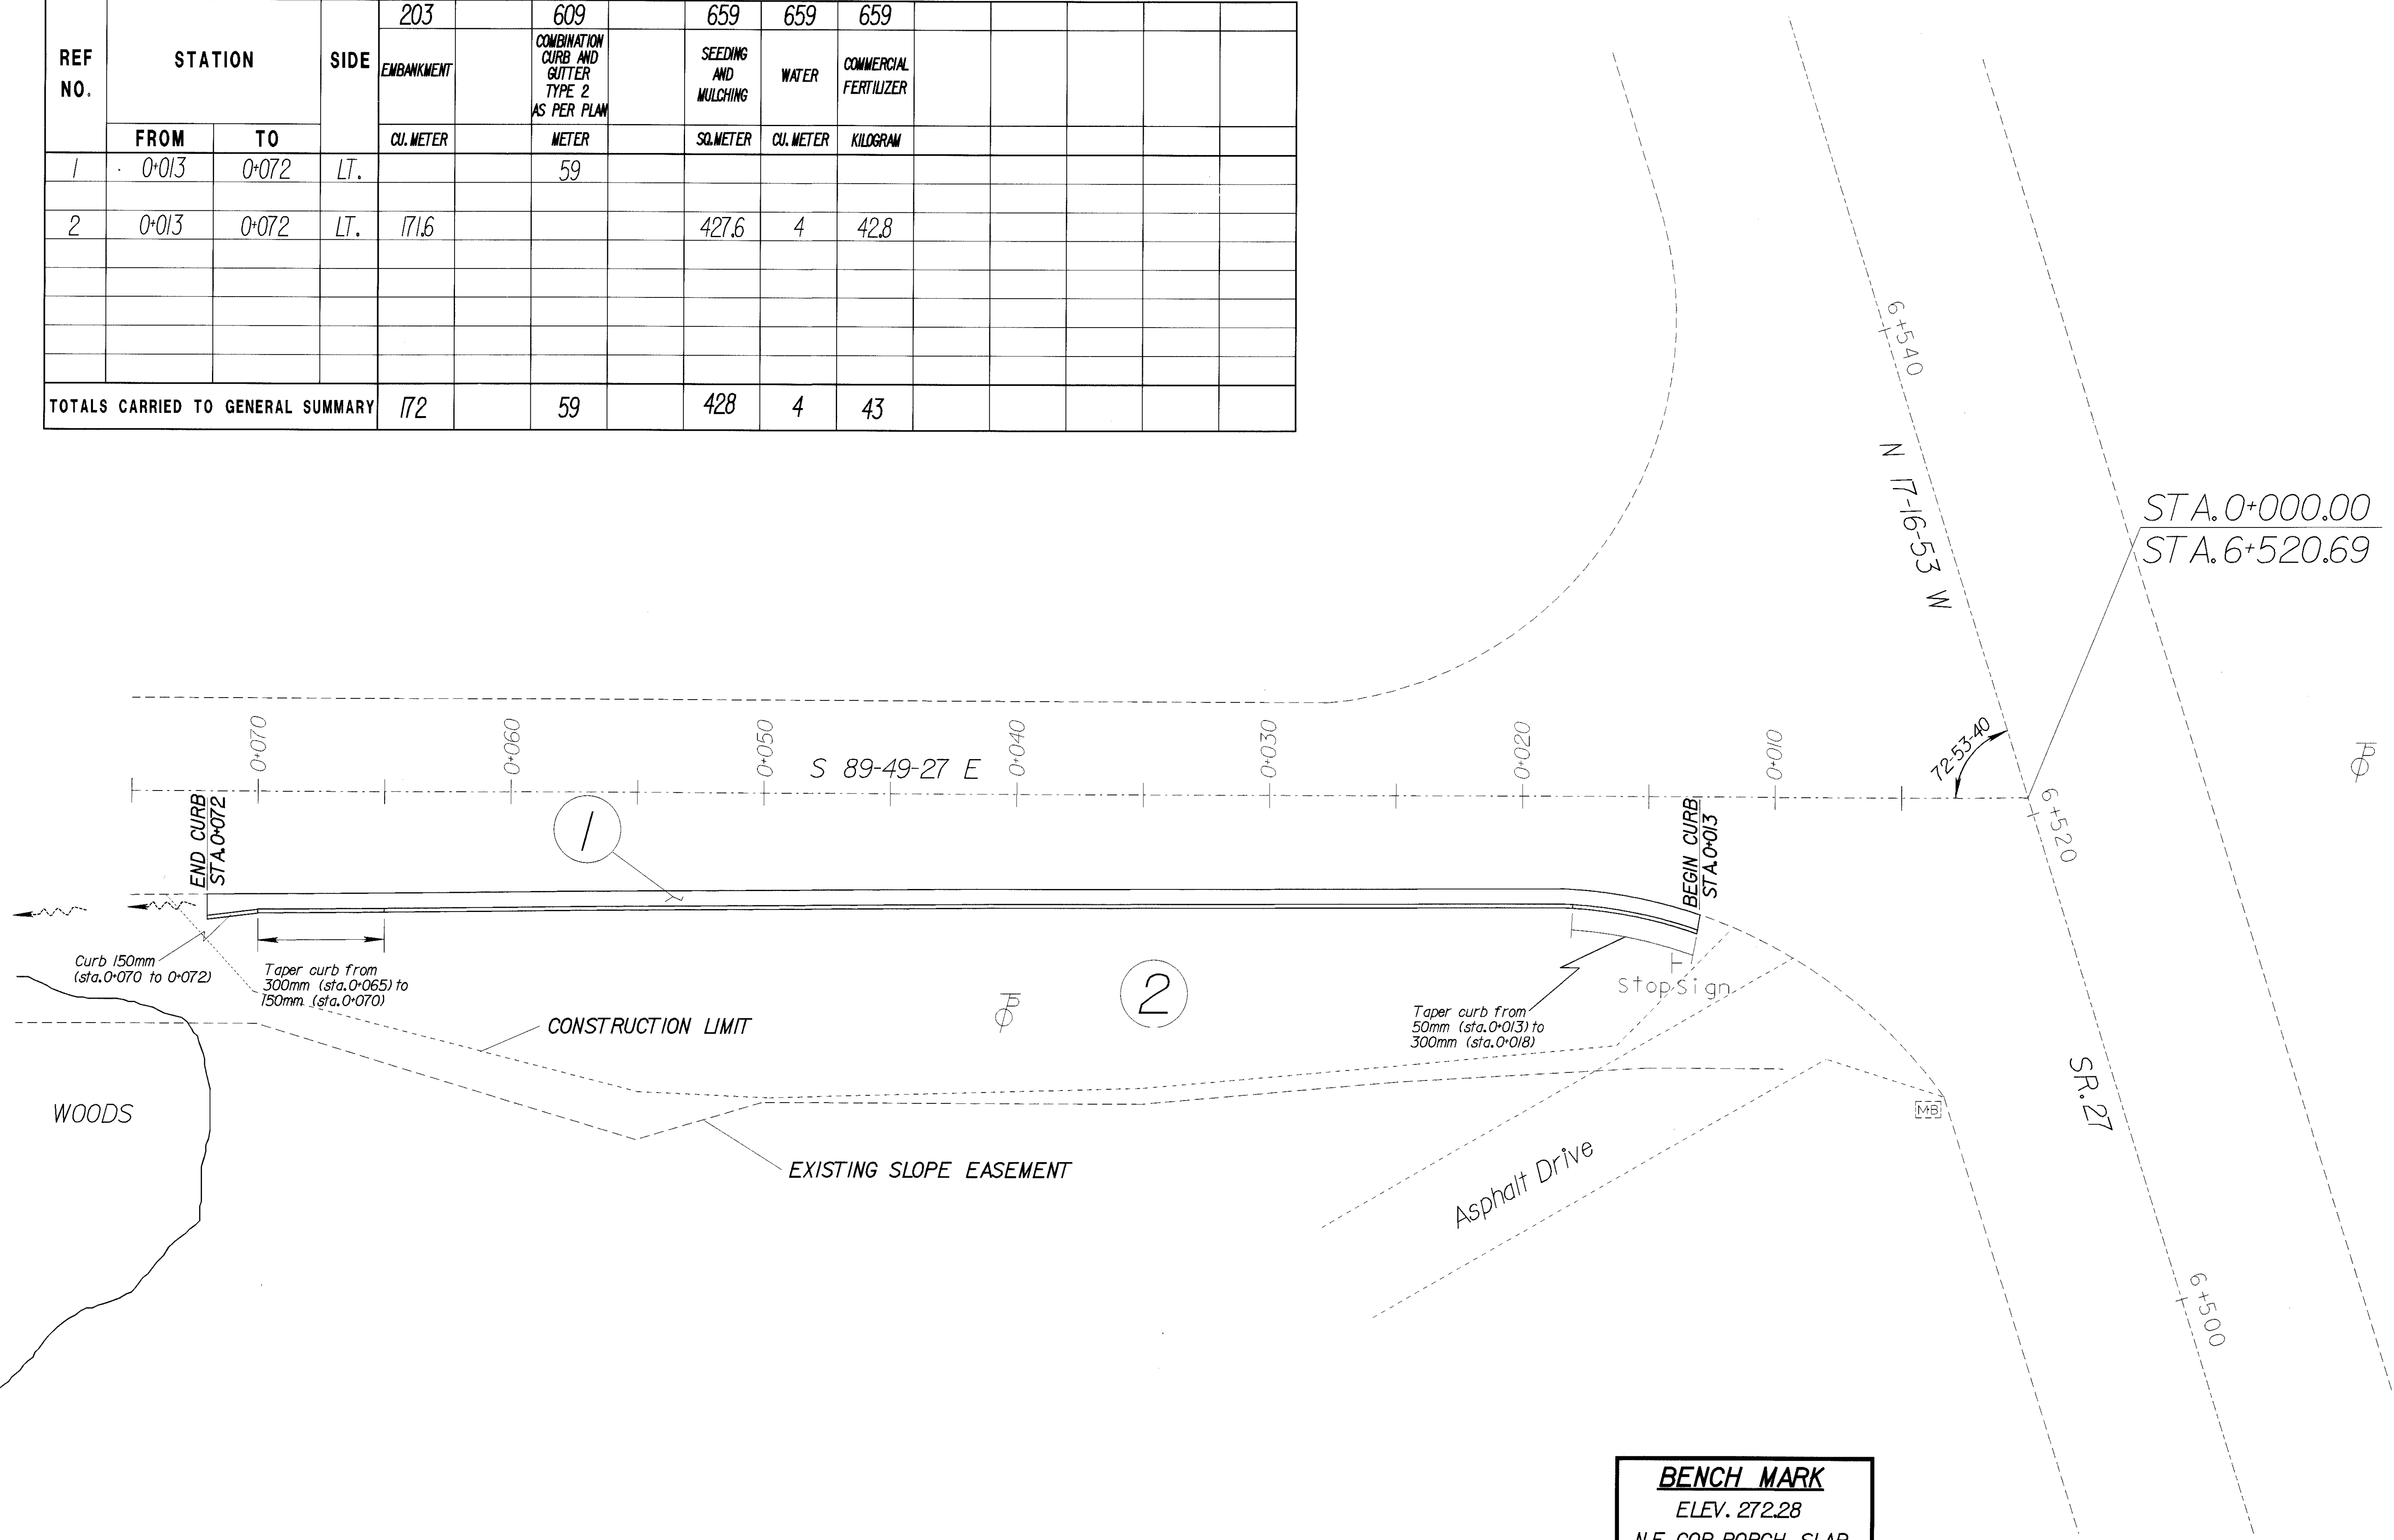 203 609 659 659 659
REF NO. STATION SIDE EMBANKMENT COMBINATION CURB AND GUTTER TYPE 2 AS PER PLAN SEEDING AND MULCHING WATER COMMERCIAL FERTILIZER
FROM TO CU. METER METER SQ.METER CU. METER KILOGRAM
1 0+013 0+072 LT. 59
2 0+013 0+072 LT. 171.6 427.6 4 42.8
TOTALS CARRIED TO GENERAL SUMMARY 172 59 428 4 43
6+540
N 17-16-53 W
STA.0+000.00
STA.6+520.69
0+070
0+060
0+050
S 89-49-27 E
0+040
0+030
0+020
0+010
72-53-40
6+520
END CURB
STA.0+072
1
BEGIN CURB
STA.0+013
Curb 150mm
(sta.0+070 to 0+072)
Taper curb from
300mm (sta.0+065) to
150mm (sta.0+070)
2
Stop Sign
Taper curb from
50mm (sta.0+013) to
300mm (sta.0+018)
CONSTRUCTION LIMIT
WOODS
MB
SR.27
EXISTING SLOPE EASEMENT
Asphalt Drive
6+500
BENCH MARK
ELEV. 272.28
N.E. COR. PORCH SLAB